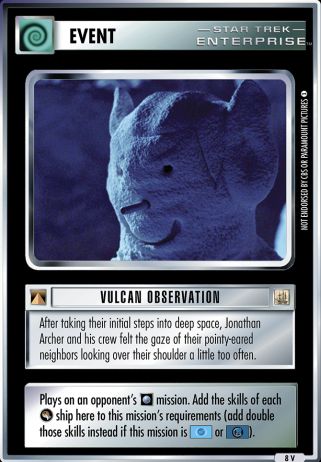 EVENT
STAR TREK
ENTERPRISE™
NOT ENDORSED BY CBS OR PARAMOUNT PICTURES
VULCAN OBSERVATION
After taking their initial steps into deep space, Jonathan
Archer and his crew felt the gaze of their pointy-eared
neighbors looking over their shoulder a little too often.
Plays on an opponent's mission. Add the skills of each
ship here to this mission's requirements (add double
those skills instead if this mission is or ).
8 V